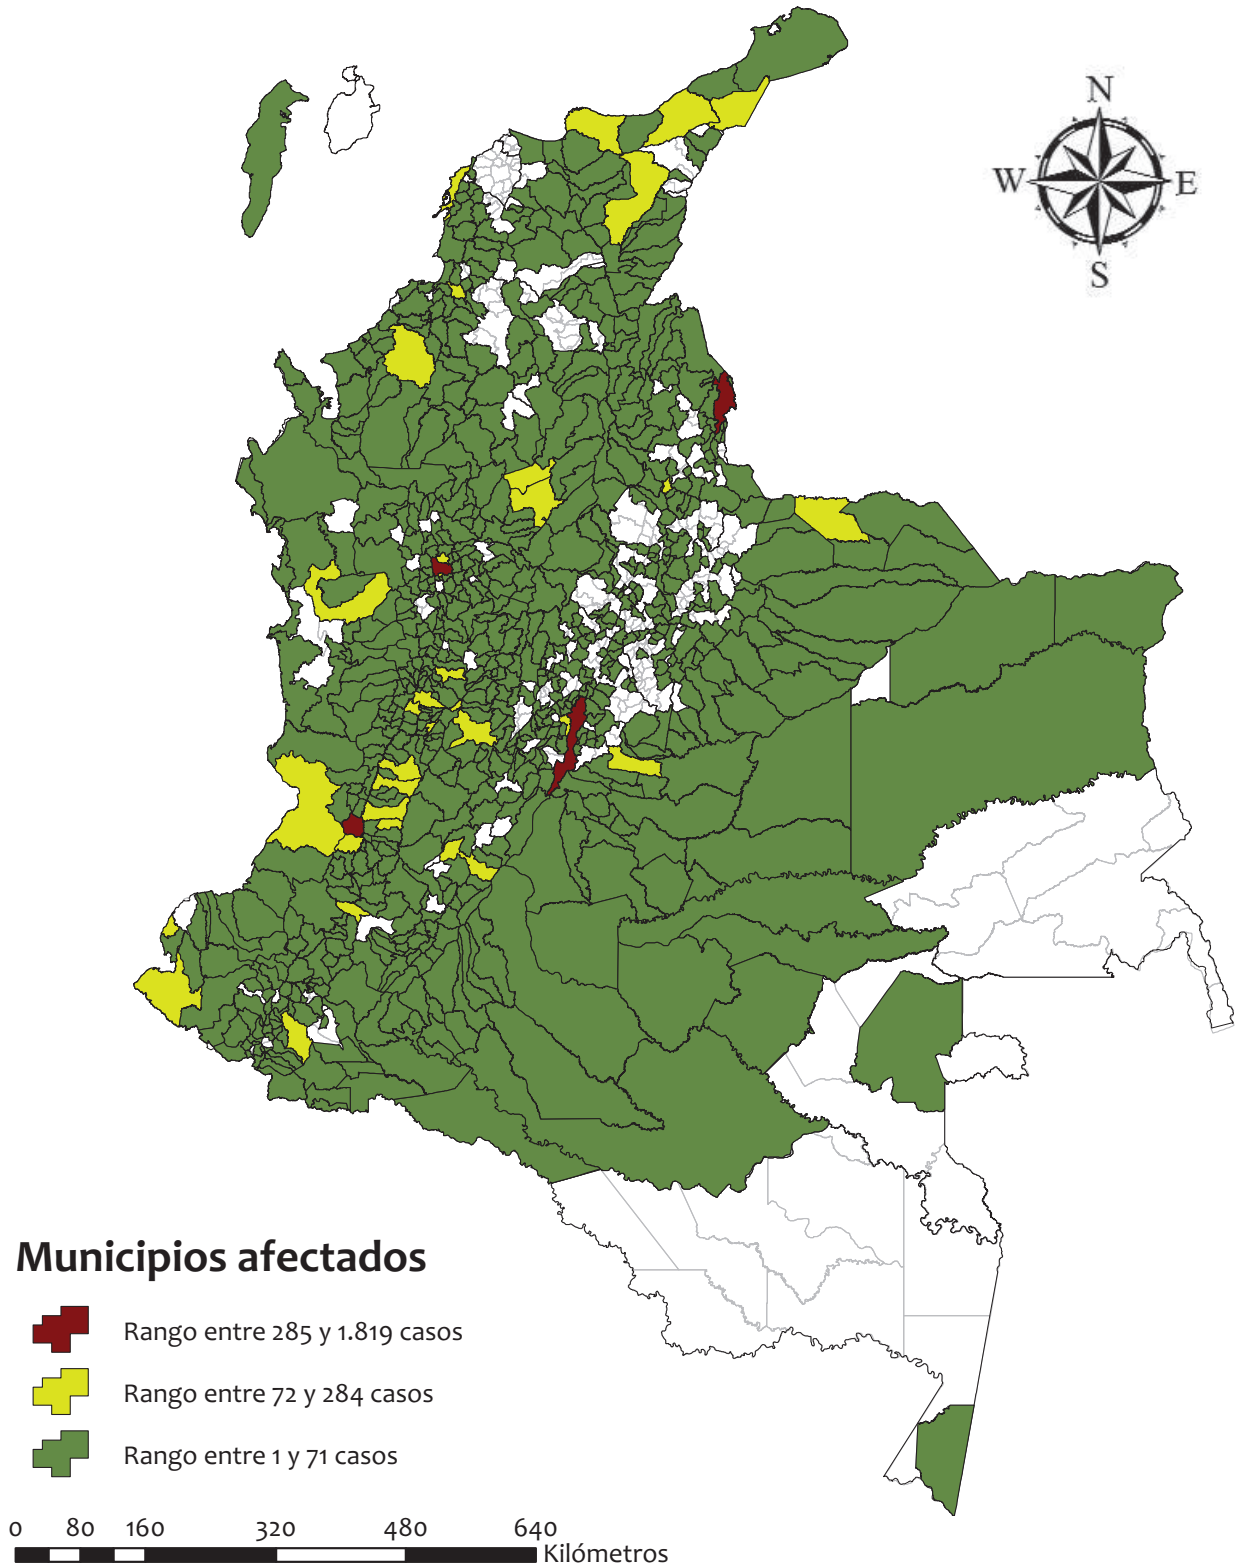 N
W E
S
Municipios afectados
Rango entre 285 y 1.819 casos
Rango entre 72 y 284 casos
Rango entre 1 y 71 casos
0 80 160 320 480 640
Kilómetros